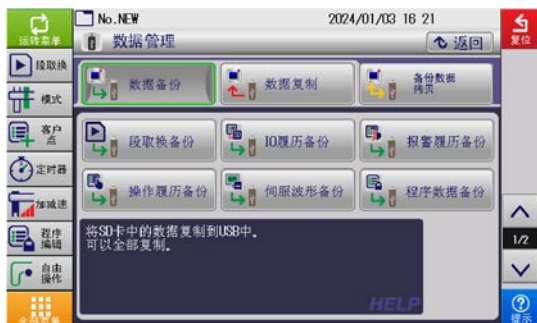 No.NEW 2024/01/03 16 21
运转菜单
数据管理
返回
复位
段取换
数据备份
数据复制
备份数据
拷贝
模式
客户
点
段取换备份
IO履历备份
报警履历备份
定时器
操作履历备份
伺服波形备份
程序数据备份
加减速
将SD卡中的数据复制到USB中。
可以全部复制。
程序
编辑
1/2
自由
操作
HELP
全部菜单
提示